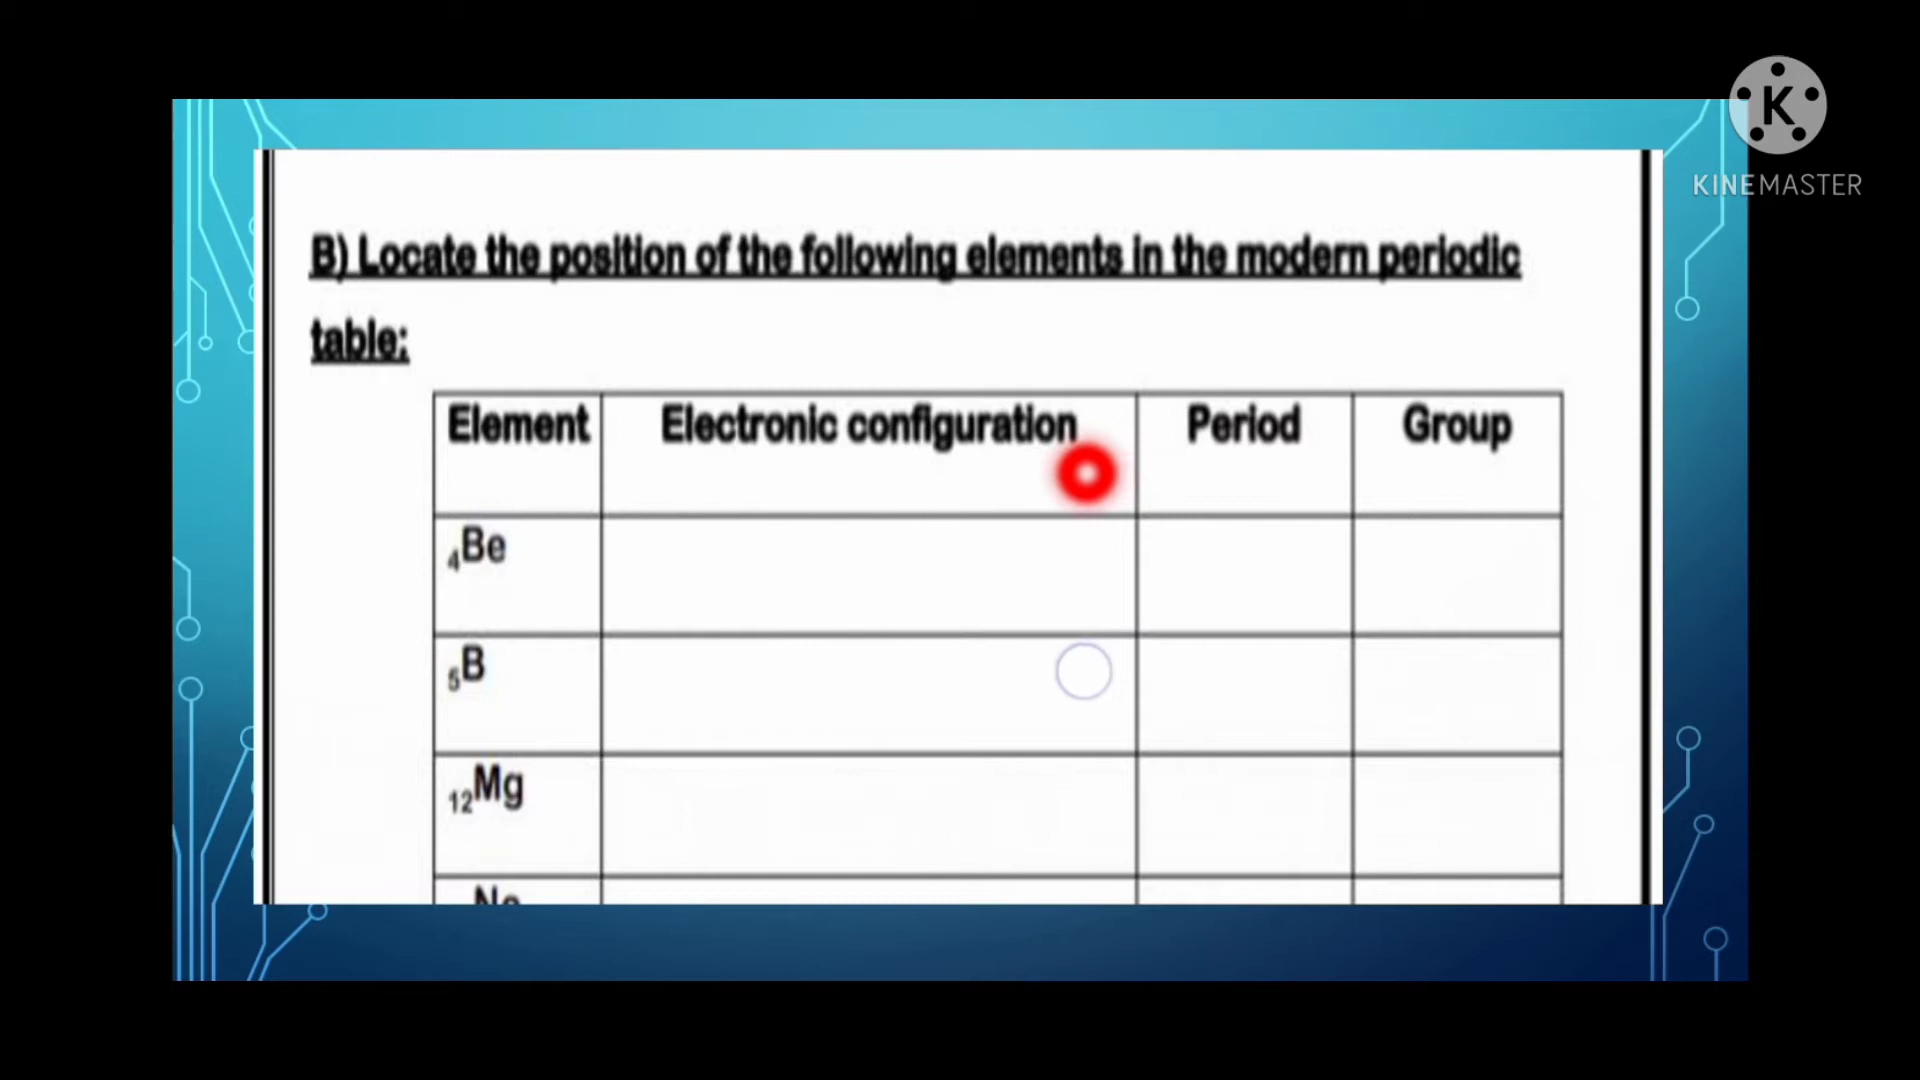 K
KINEMASTER
B) Locate the position of the following elements in the modern periodic
table:
Element Electronic configuration Period Group
4Be
5B
12Mg